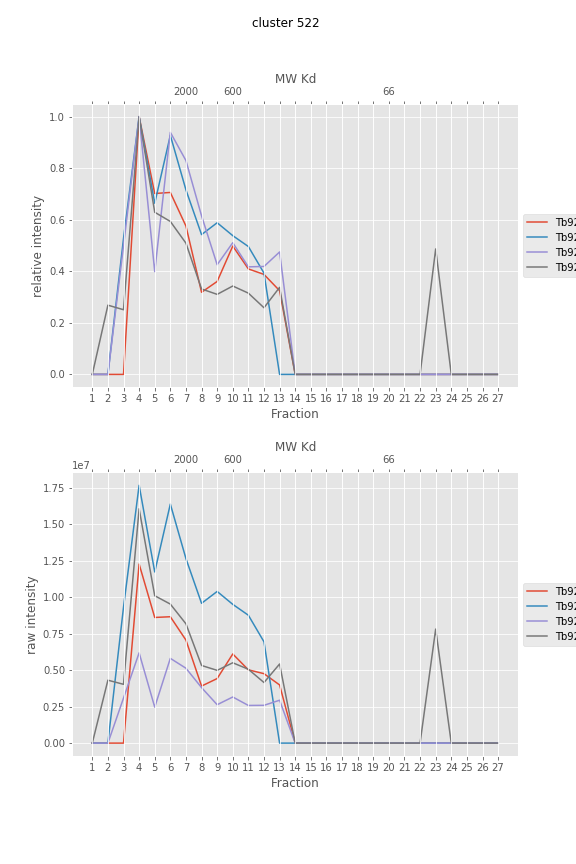 cluster 522
MW Kd
2000 600 66
1.0
0.8
0.6
0.4
0.2
0.0
relative intensity
Tb92
Tb92
Tb92
Tb92
1 2 3 4 5 6 7 8 9 10 11 12 13 14 15 16 17 18 19 20 21 22 23 24 25 26 27
Fraction
MW Kd
1e7
2000 600 66
1.75
1.50
1.25
1.00
0.75
0.50
0.25
0.00
raw intensity
Tb92
Tb92
Tb92
Tb92
1 2 3 4 5 6 7 8 9 10 11 12 13 14 15 16 17 18 19 20 21 22 23 24 25 26 27
Fraction